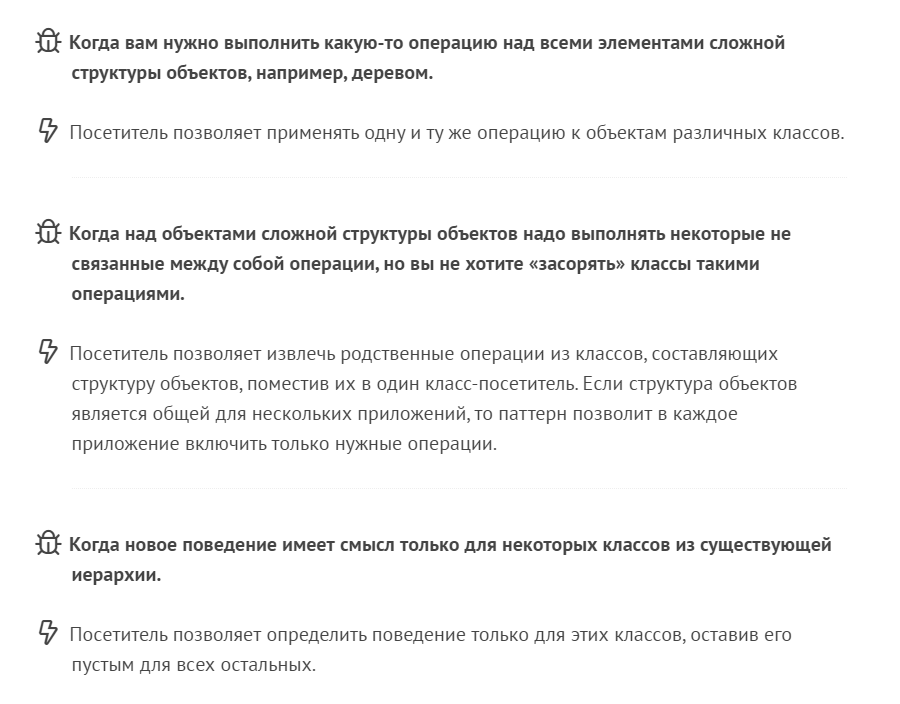 Когда вам нужно выполнить какую-то операцию над всеми элементами сложной
структуры объектов, например, деревом.
Посетитель позволяет применять одну и ту же операцию к объектам различных классов.
Когда над объектами сложной структуры объектов надо выполнять некоторые не
связанные между собой операции, но вы не хотите «засорять» классы такими
операциями.
Посетитель позволяет извлечь родственные операции из классов, составляющих
структуру объектов, поместив их в один класс-посетитель. Если структура объектов
является общей для нескольких приложений, то паттерн позволит в каждое
приложение включить только нужные операции.
Когда новое поведение имеет смысл только для некоторых классов из существующей
иерархии.
Посетитель позволяет определить поведение только для этих классов, оставив его
пустым для всех остальных.